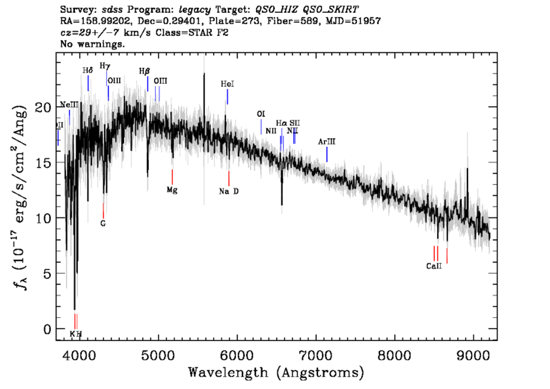 Survey: sdss Program: legacy Target: QSO_HIZ QSO_SKIRT
RA=158.99202, Dec=0.29401, Plate=273, Fiber=589, MJD=51957
cz=29+/-7 km/s Class=STAR F2
No warnings.
Hγ
Hδ OIII Hβ OIII HeI
NeIII OI Hα SII
NII NII ArIII
20
15
10
5
0
Mg Na D
G
CaII
K H
4000 5000 6000 7000 8000 9000
Wavelength (Angstroms)
fλ (10⁻¹⁷ erg/s/cm²/Ang)